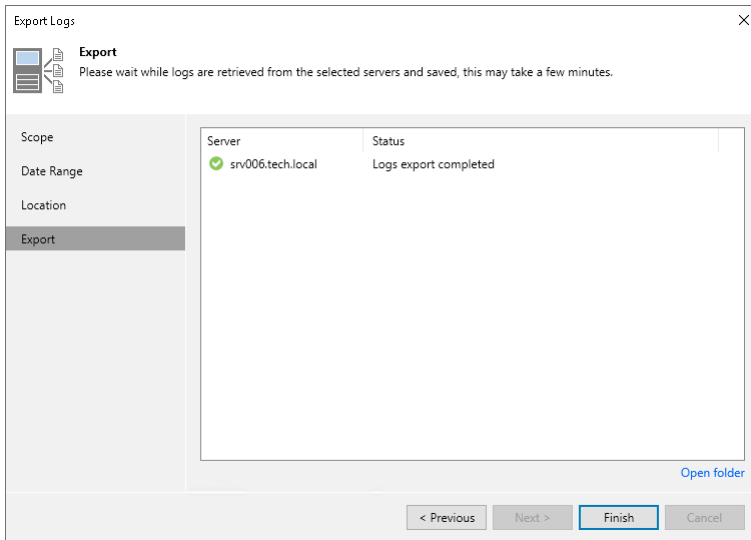 Export Logs
Export
Please wait while logs are retrieved from the selected servers and saved, this may take a few minutes.
Scope
Date Range
Location
Export
Server Status
srv006.tech.local Logs export completed
Open folder
< Previous Next > Finish Cancel